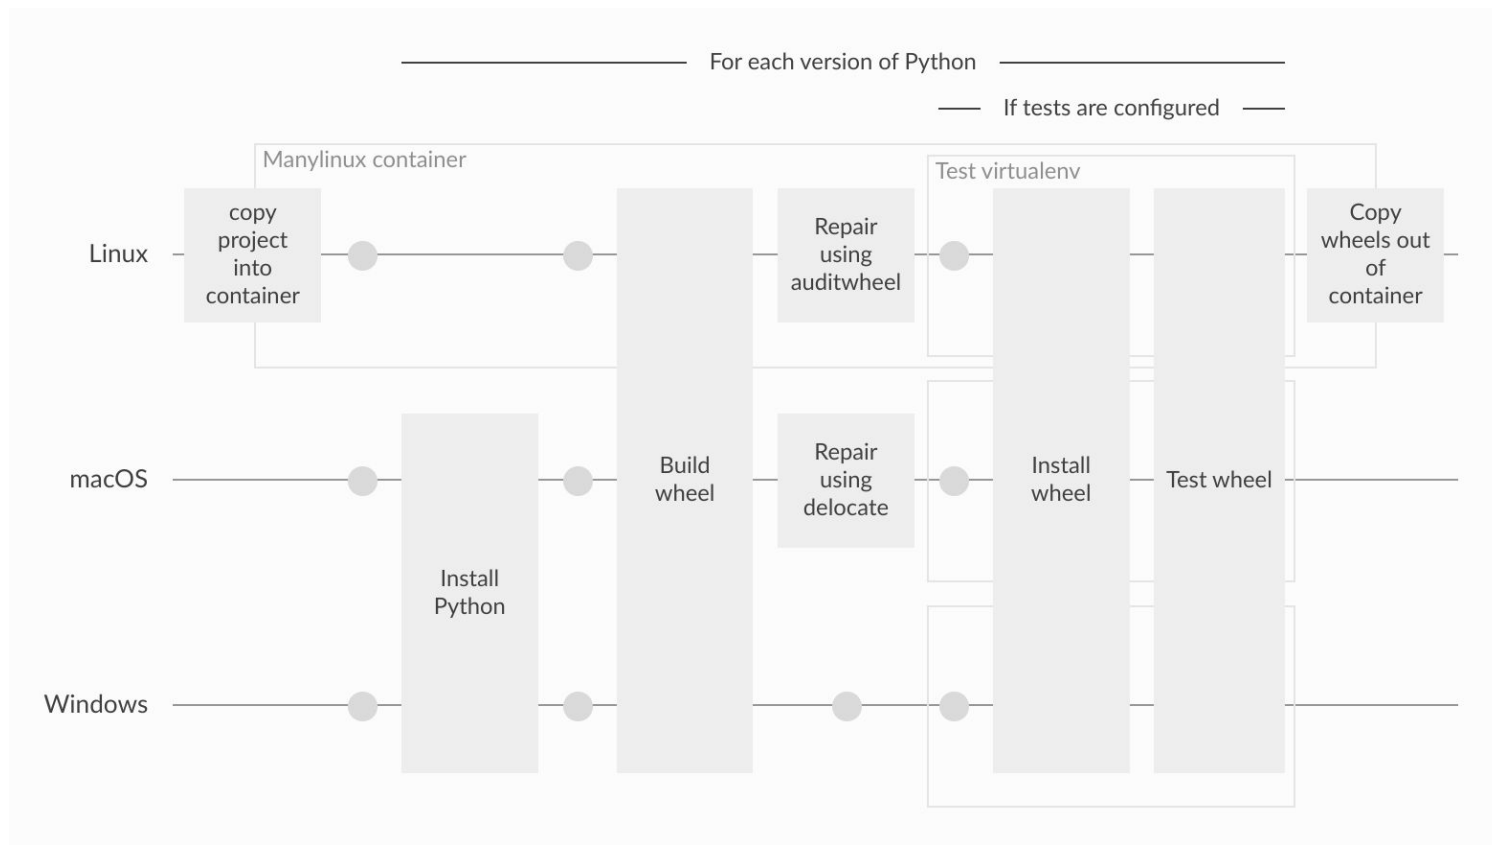 For each version of Python
If tests are configured
Manylinux container
Test virtualenv
Linux
copy
project
into
container
Repair
using
auditwheel
Copy
wheels out
of
container
macOS
Build
wheel
Repair
using
delocate
Install
wheel
Test wheel
Install
Python
Windows